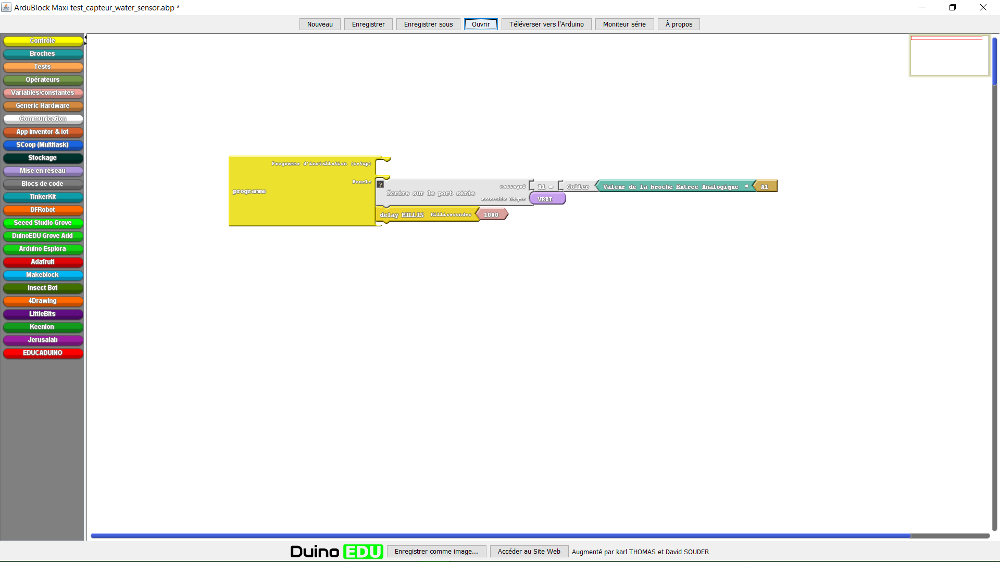 ArduBlock Maxi test_capteur_water_sensor.abp *
Nouveau
Enregistrer
Enregistrer sous
Ouvrir
Téléverser vers l'Arduino
Moniteur série
À propos
Contrôle
Broches
Tests
Opérateurs
Variables/constantes
Generic Hardware
Communication
App inventor & iot
SCoop (Multitask)
Stockage
Mise en réseau
Blocs de code
TinkerKit
DFRobot
Seeed Studio Grove
DuinoEDU Grove Add
Arduino Esplora
Adafruit
Makeblock
Insect Bot
4Drawing
LittleBits
Keenlon
Jerusalab
EDUCADUINO
Programme d'installation (setup)
Boucle
programme
?
Écrire sur le port série
message2
A1 =
Coller
Valeur de la broche Entree Analogique #
A1
nouvelle ligne
VRAI
delay MILLIS Millisecondes
1000
Duino EDU
Enregistrer comme image...
Accéder au Site Web
Augmenté par karl THOMAS et David SOUDER